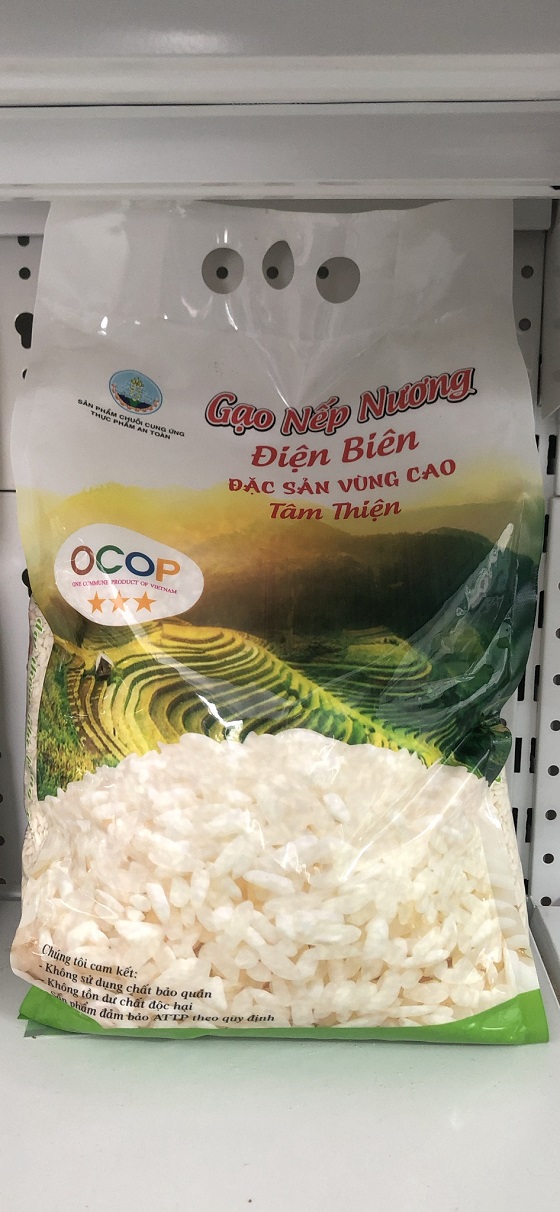 SẢN PHẨM CHUỖI CUNG ỨNG
THỰC PHẨM AN TOÀN
Gạo Nếp Nương
Điện Biên
ĐẶC SẢN VÙNG CAO
Tâm Thiện
OCOP
ONE COMMUNE PRODUCT OF VIETNAM
Chúng tôi cam kết:
- Không sử dụng chất bảo quản
- Không tồn dư chất độc hại
- Sản phẩm đảm bảo ATTP theo quy định